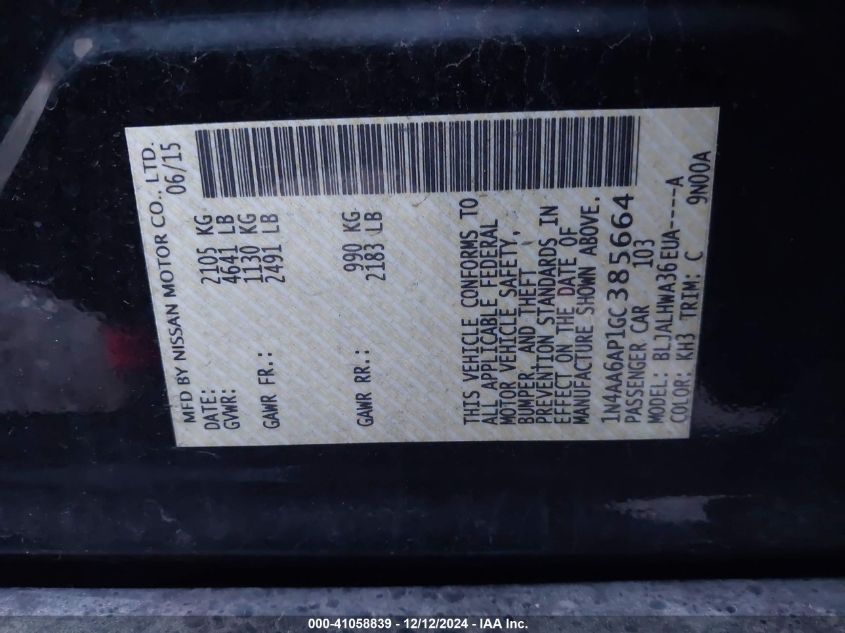 MFD BY NISSAN MOTOR CO., LTD.
DATE: 06/15
GVWR: 2105 KG
4641 LB
GAWR FR.: 1130 KG
2491 LB
GAWR RR.: 990 KG
2183 LB
THIS VEHICLE CONFORMS TO
ALL APPLICABLE FEDERAL
MOTOR VEHICLE SAFETY,
BUMPER, AND THEFT
PREVENTION STANDARDS IN
EFFECT ON THE DATE OF
MANUFACTURE SHOWN ABOVE.
1N4AA6AP1GC385664
PASSENGER CAR 103
MODEL: BLJALHWA36EUA----A
COLOR: KH3 TRIM: C 9N00A
000-41058839 - 12/12/2024 - IAA Inc.